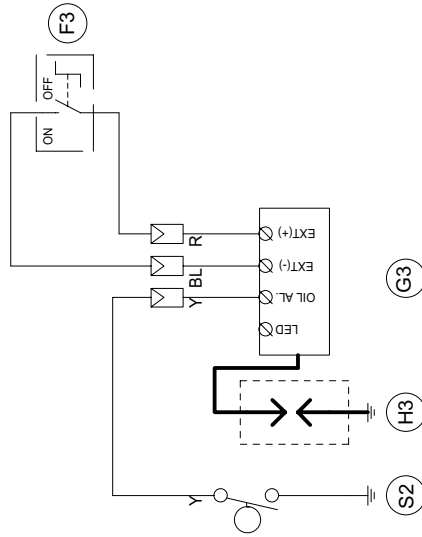 F3
ON
OFF
R
BL
Y
EXT(+)
EXT(-)
OIL AL.
LED
G3
H3
Y
S2